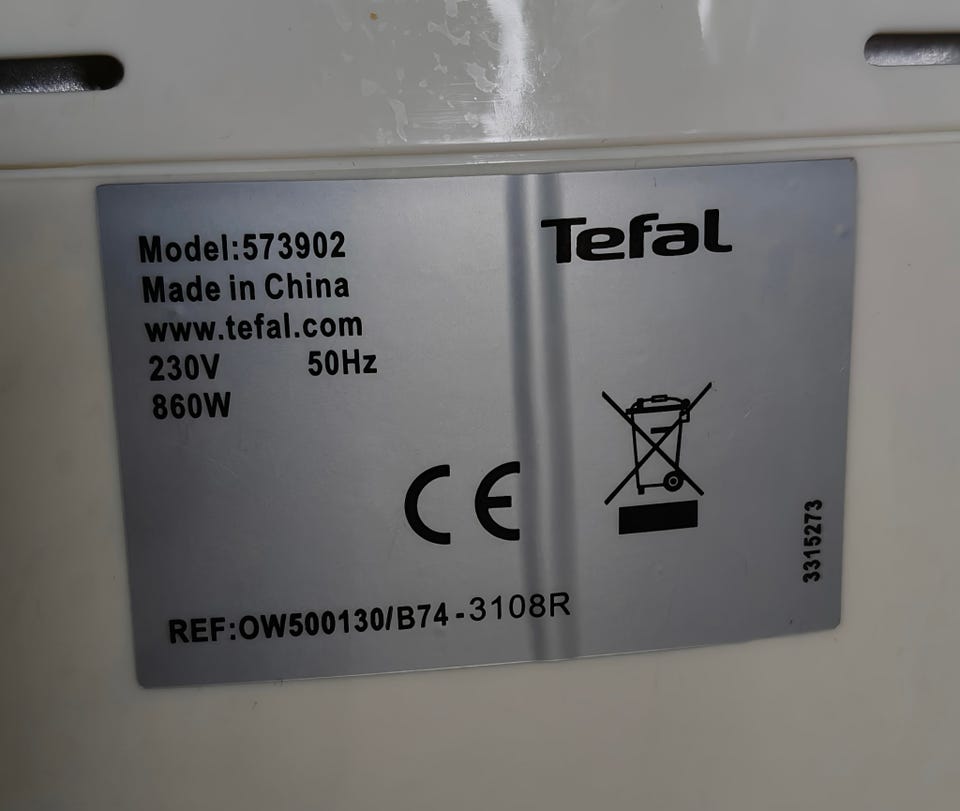 Model:573902
Tefal
Made in China
www.tefal.com
230V 50Hz
860W
CE
3315273
REF:OW500130/B74-3108R